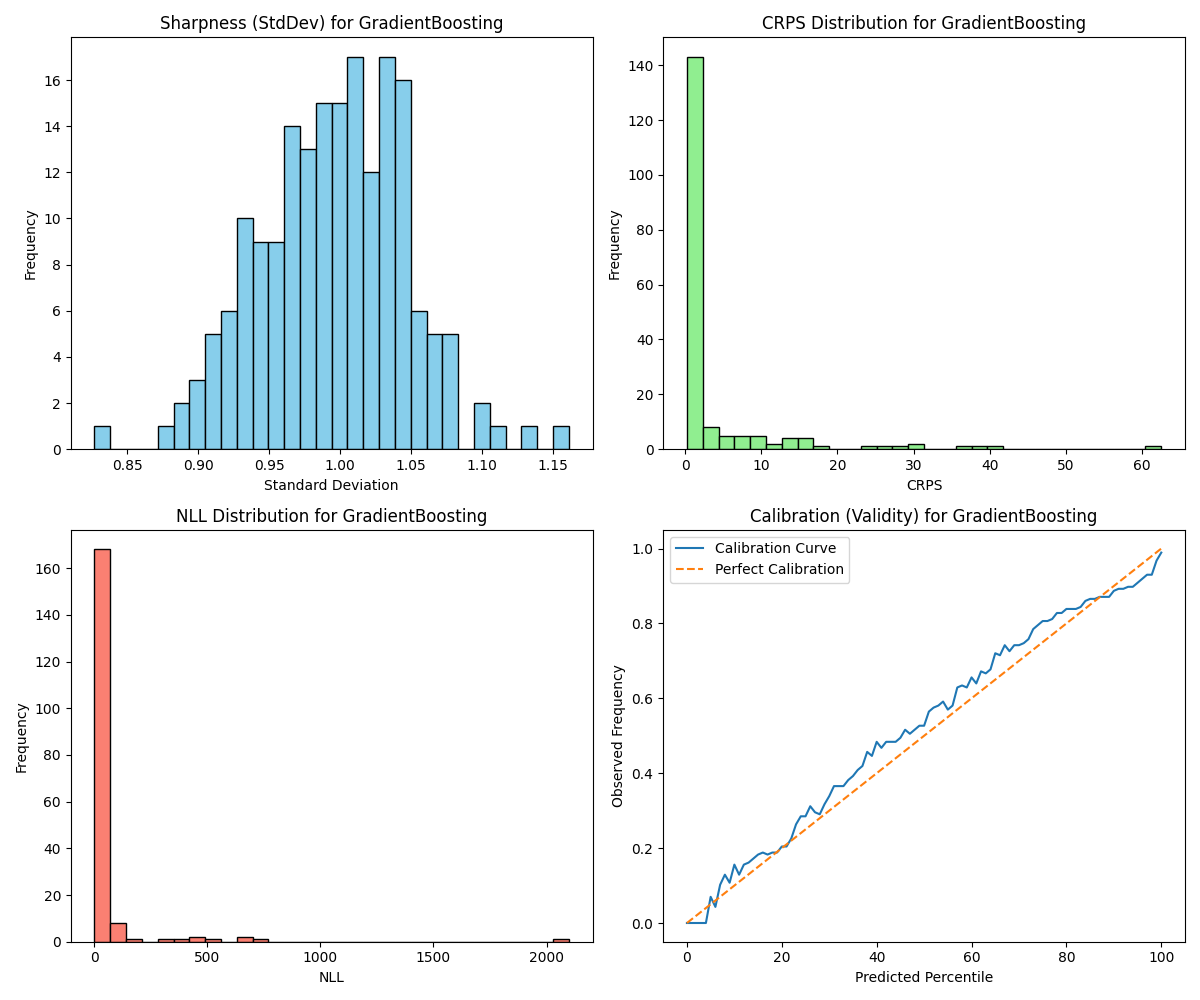 Sharpness (StdDev) for GradientBoosting
Frequency
16
14
12
10
8
6
4
2
0
0.85 0.90 0.95 1.00 1.05 1.10 1.15
Standard Deviation
CRPS Distribution for GradientBoosting
Frequency
140
120
100
80
60
40
20
0
0 10 20 30 40 50 60
CRPS
NLL Distribution for GradientBoosting
Frequency
160
140
120
100
80
60
40
20
0
0 500 1000 1500 2000
NLL
Calibration (Validity) for GradientBoosting
Calibration Curve
Perfect Calibration
Observed Frequency
1.0
0.8
0.6
0.4
0.2
0.0
0 20 40 60 80 100
Predicted Percentile